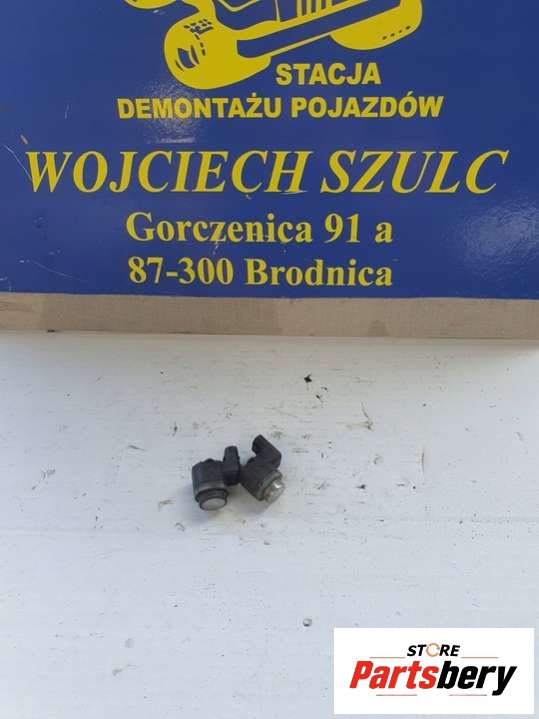 STACJA
DEMONTAŻU POJAZDÓW
WOJCIECH SZULC
Gorczenica 91 a
87-300 Brodnica
STORE
Partsbery